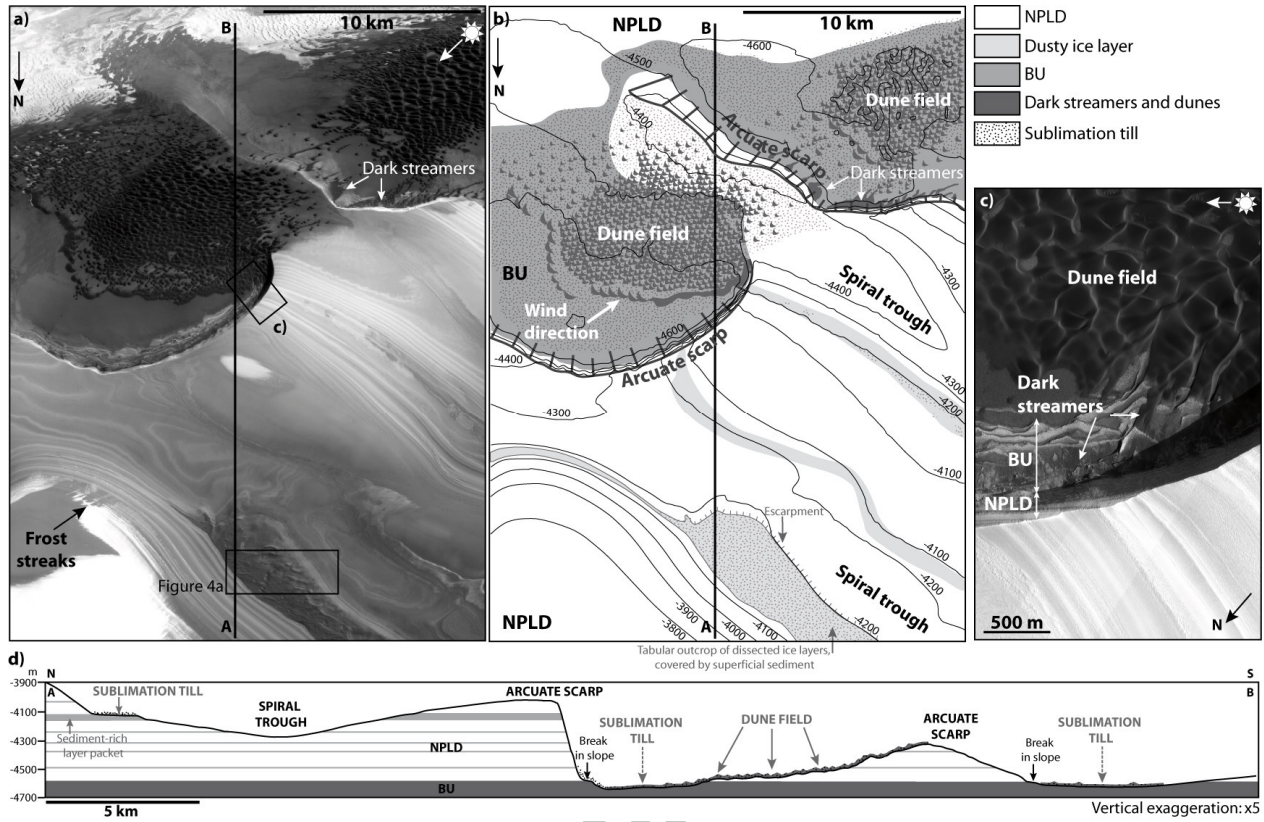 a)
B
10 km
N
Dark streamers
c)
Frost
streaks
Figure 4a
A
b)
NPLD
B
10 km
N
-4600
-4500
-4400
Dune field
Arcuate scarp
Dark streamers
Dune field
BU
Wind
direction
-4600
-4400
Arcuate scarp
-4300
Spiral trough
-4300
-4400
-4300
-4200
-4100
Escarpment
-4100
-4200
Spiral trough
-4200
NPLD
-3900
-3800
-4000
-4100
A
Tabular outcrop of dissected ice layers,
covered by superficial sediment
NPLD
Dusty ice layer
BU
Dark streamers and dunes
Sublimation till
c)
Dune field
Dark
streamers
BU
NPLD
500 m
N
d)
m
N
A
S
B
-3900
-4100
-4300
-4500
-4700
SUBLIMATION TILL
SPIRAL
TROUGH
Sediment-rich
layer packet
ARCUATE SCARP
NPLD
BU
Break
in slope
SUBLIMATION
TILL
DUNE FIELD
ARCUATE
SCARP
Break
in slope
SUBLIMATION
TILL
5 km
Vertical exaggeration: x5